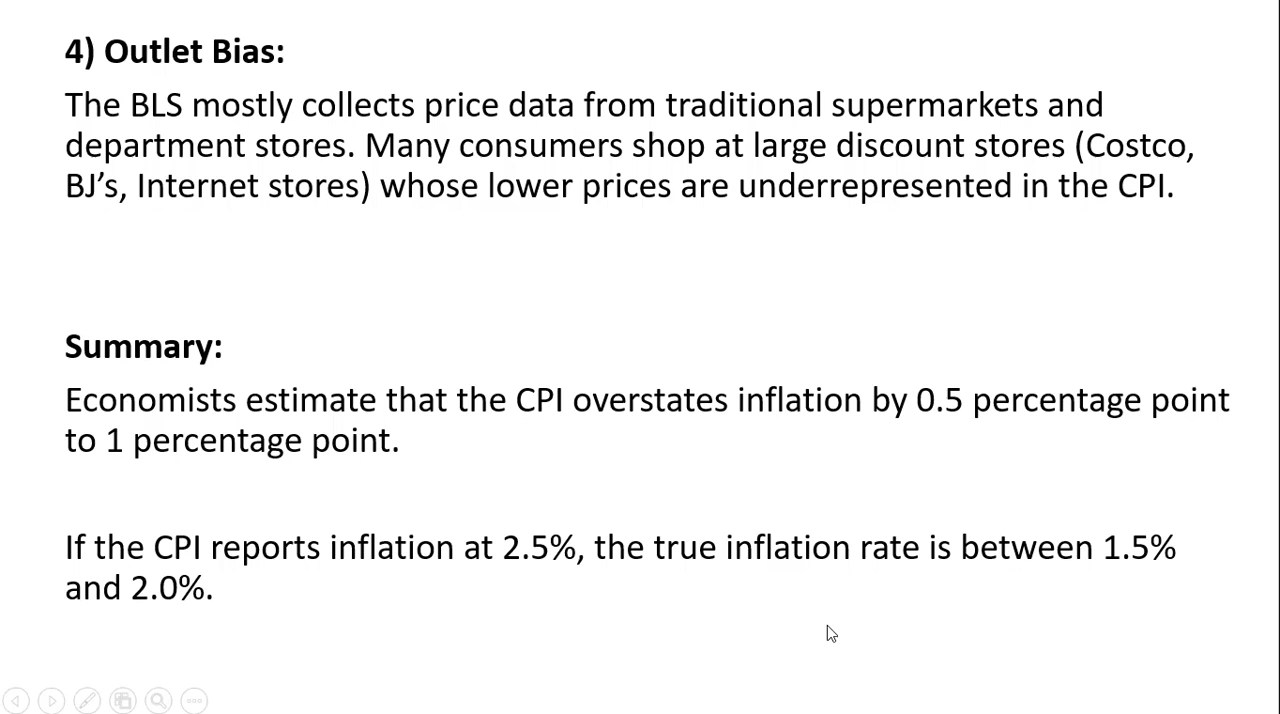 4) Outlet Bias:
The BLS mostly collects price data from traditional supermarkets and
department stores. Many consumers shop at large discount stores (Costco,
BJ’s, Internet stores) whose lower prices are underrepresented in the CPI.
Summary:
Economists estimate that the CPI overstates inflation by 0.5 percentage point
to 1 percentage point.
If the CPI reports inflation at 2.5%, the true inflation rate is between 1.5%
and 2.0%.